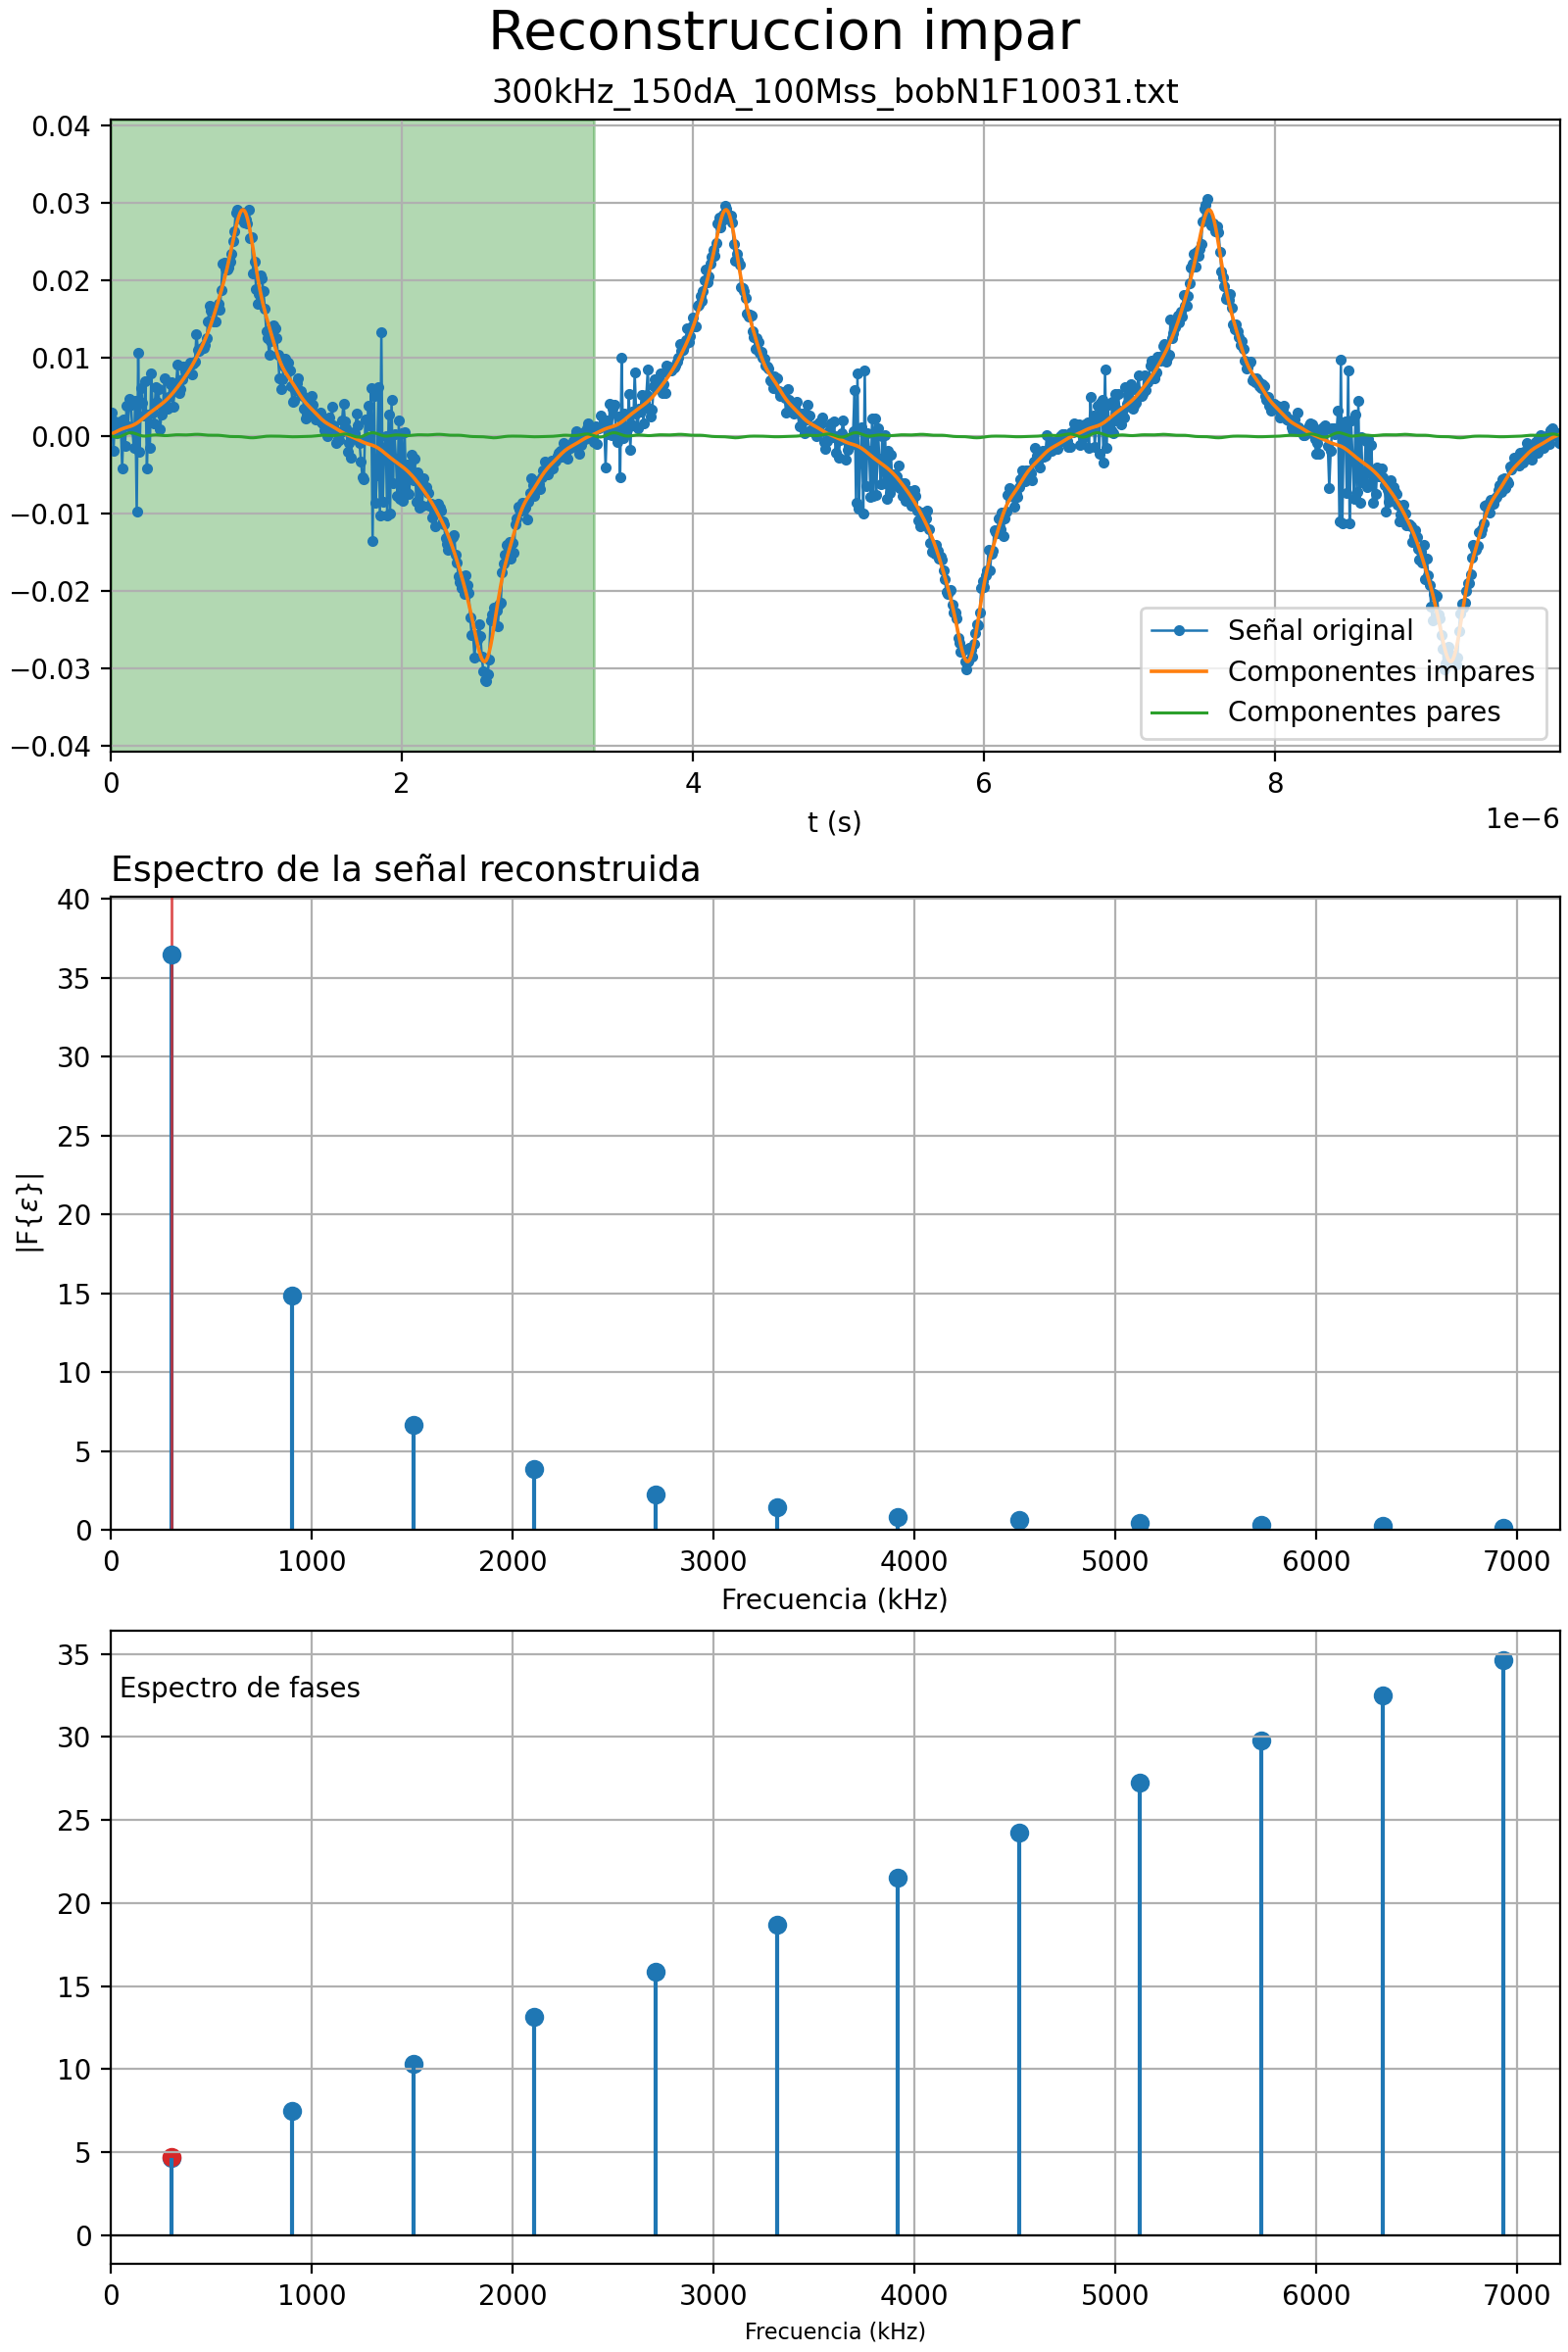 Reconstruccion impar
300kHz_150dA_100Mss_bobN1F10031.txt
0.04
0.03
0.02
0.01
0.00
−0.01
−0.02
−0.03
−0.04
Señal original
Componentes impares
Componentes pares
0 2 4 6 8
t (s)
1e−6
Espectro de la señal reconstruida
40
35
30
25
20
15
10
5
0
|F{ε}|
0 1000 2000 3000 4000 5000 6000 7000
Frecuencia (kHz)
35
30
25
20
15
10
5
0
Espectro de fases
0 1000 2000 3000 4000 5000 6000 7000
Frecuencia (kHz)